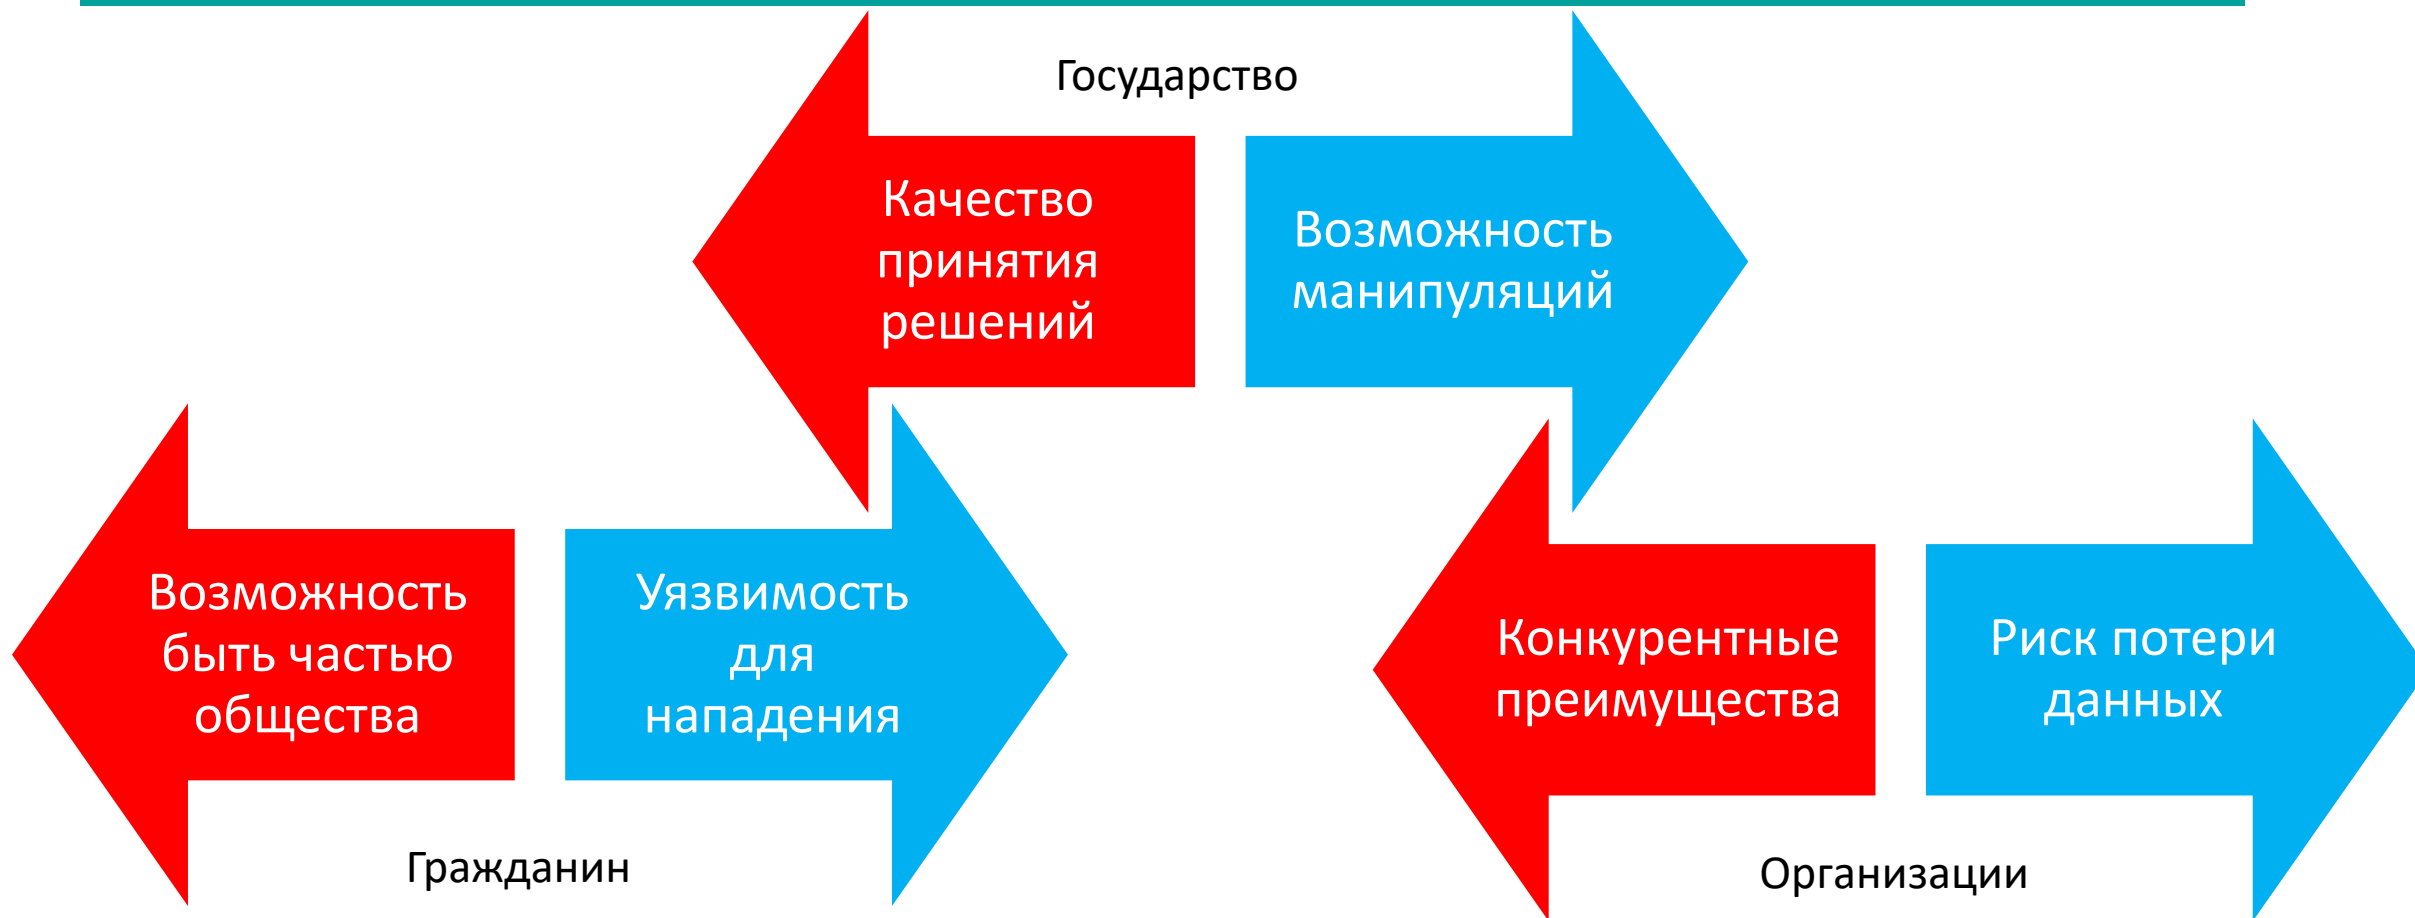 Государство
Качество
принятия
решений
Возможность
манипуляций
Возможность
быть частью
общества
Уязвимость
для
нападения
Гражданин
Конкурентные
преимущества
Риск потери
данных
Организации